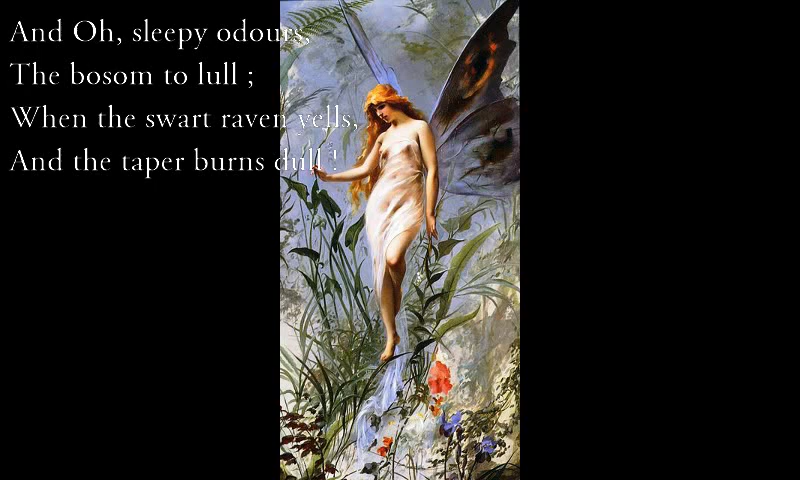 And Oh, sleepy odours,
The bosom to lull ;
When the swart raven yells,
And the taper burns dull !